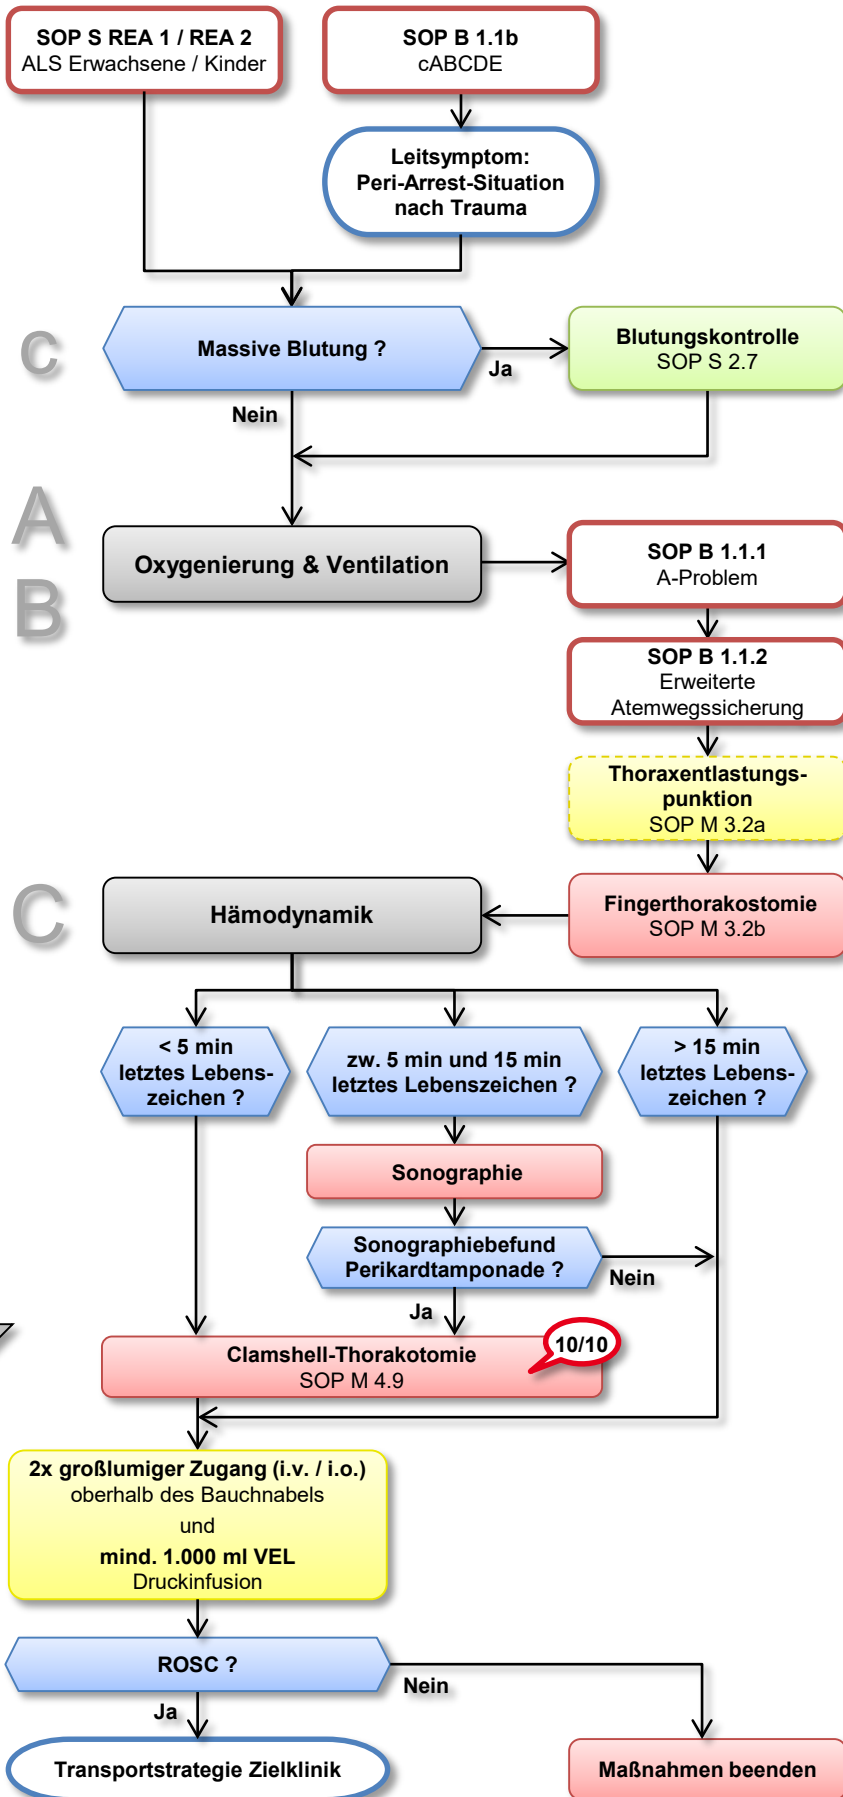 SOP S REA 1 / REA 2
ALS Erwachsene / Kinder
SOP B 1.1b
cABCDE
Leitsymptom:
Peri-Arrest-Situation
nach Trauma
c
Massive Blutung ?
Ja
Nein
Blutungskontrolle
SOP S 2.7
A
B
Oxygenierung & Ventilation
SOP B 1.1.1
A-Problem
SOP B 1.1.2
Erweiterte
Atemwegssicherung
Thoraxentlastungs-
punktion
SOP M 3.2a
C
Hämodynamik
Fingerthorakostomie
SOP M 3.2b
< 5 min
letztes Lebens-
zeichen ?
zw. 5 min und 15 min
letztes Lebenszeichen ?
> 15 min
letztes Lebens-
zeichen ?
Sonographie
Sonographiebefund
Perikardtamponade ?
Nein
Ja
Clamshell-Thorakotomie
SOP M 4.9
10/10
2x großlumiger Zugang (i.v. / i.o.)
oberhalb des Bauchnabels
und
mind. 1.000 ml VEL
Druckinfusion
ROSC ?
Nein
Ja
Transportstrategie Zielklinik
Maßnahmen beenden